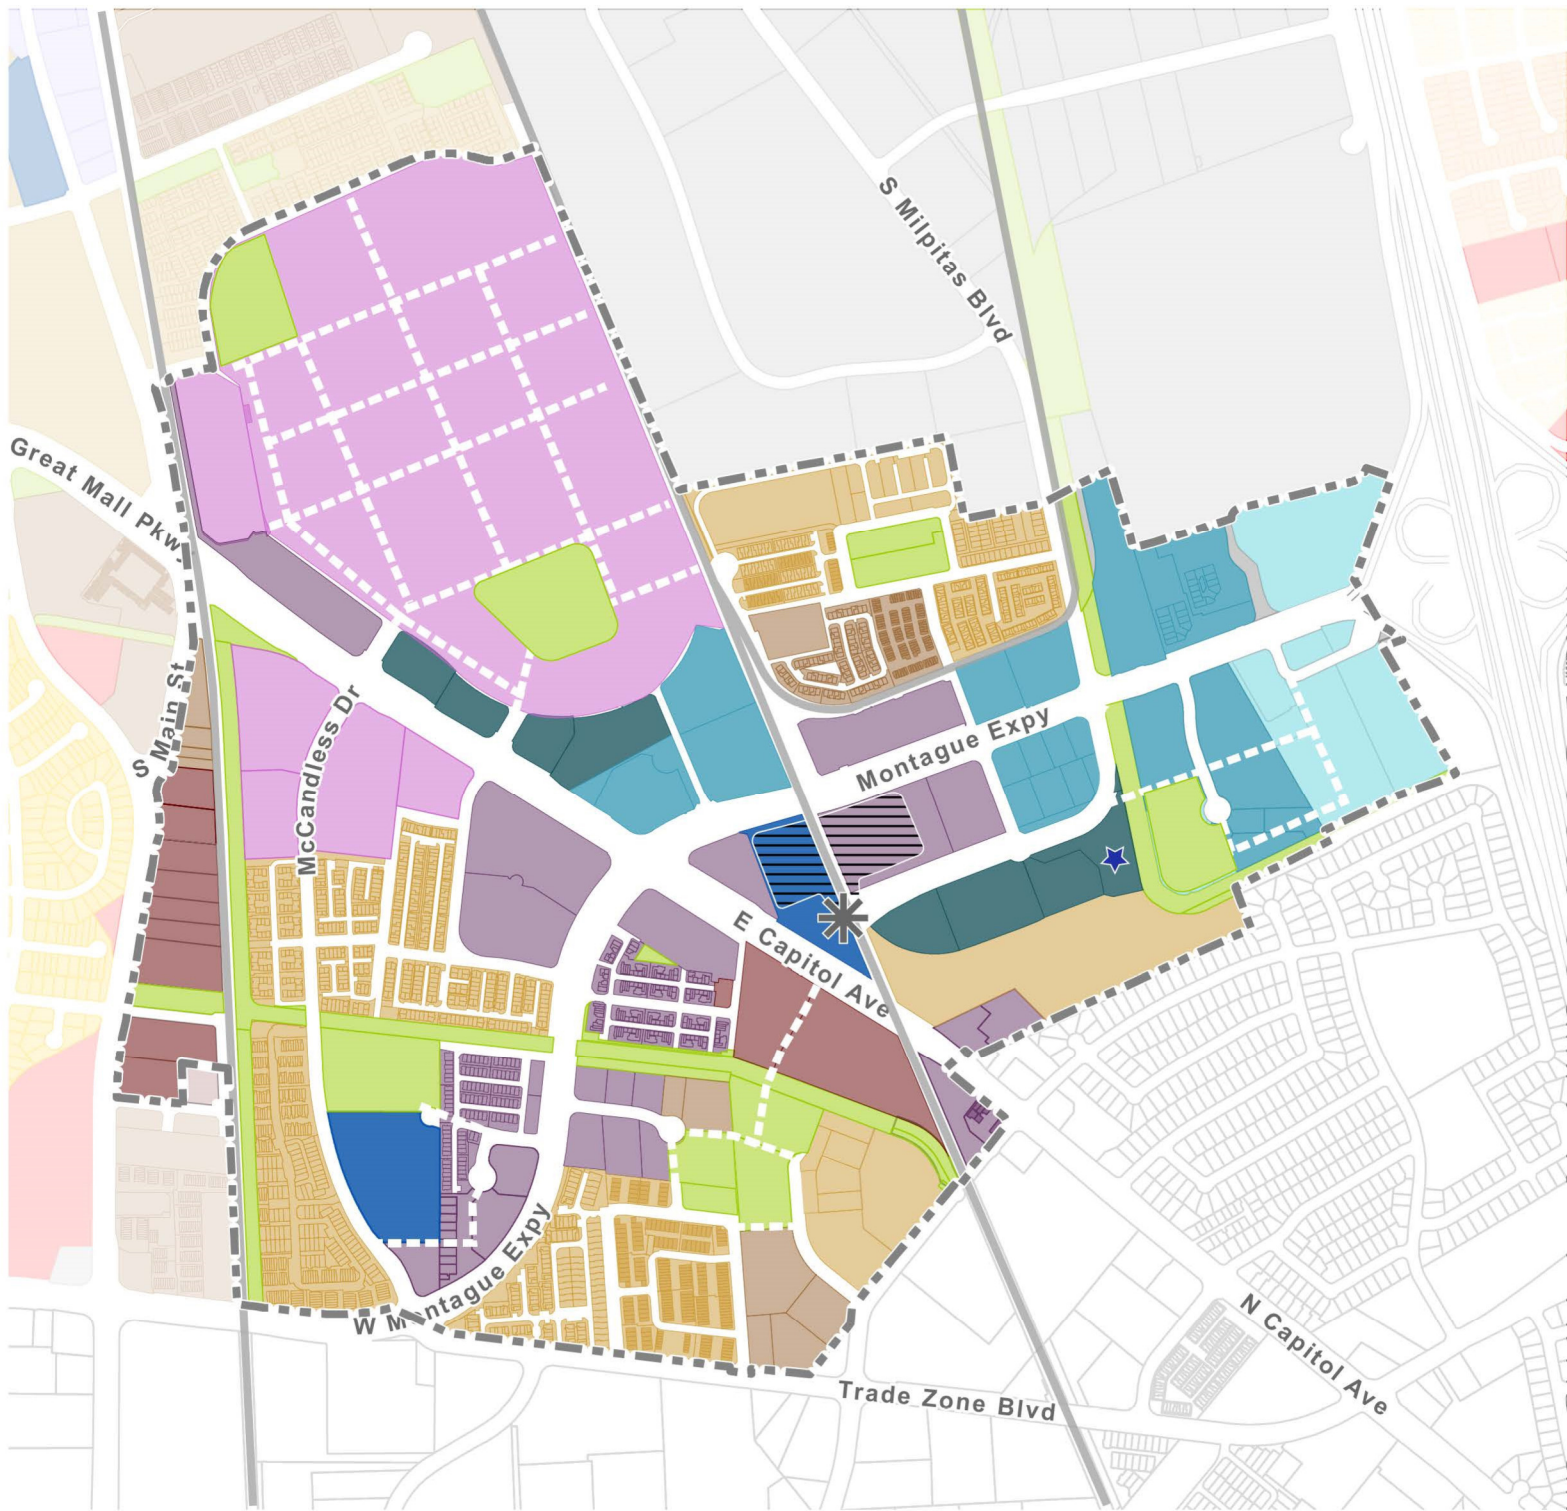 S Milpitas Blvd
Great Mall Pkwy
S Main St
McCandless Dr
Montague Expy
E Capitol Ave
W Montague Expy
N Capitol Ave
Trade Zone Blvd